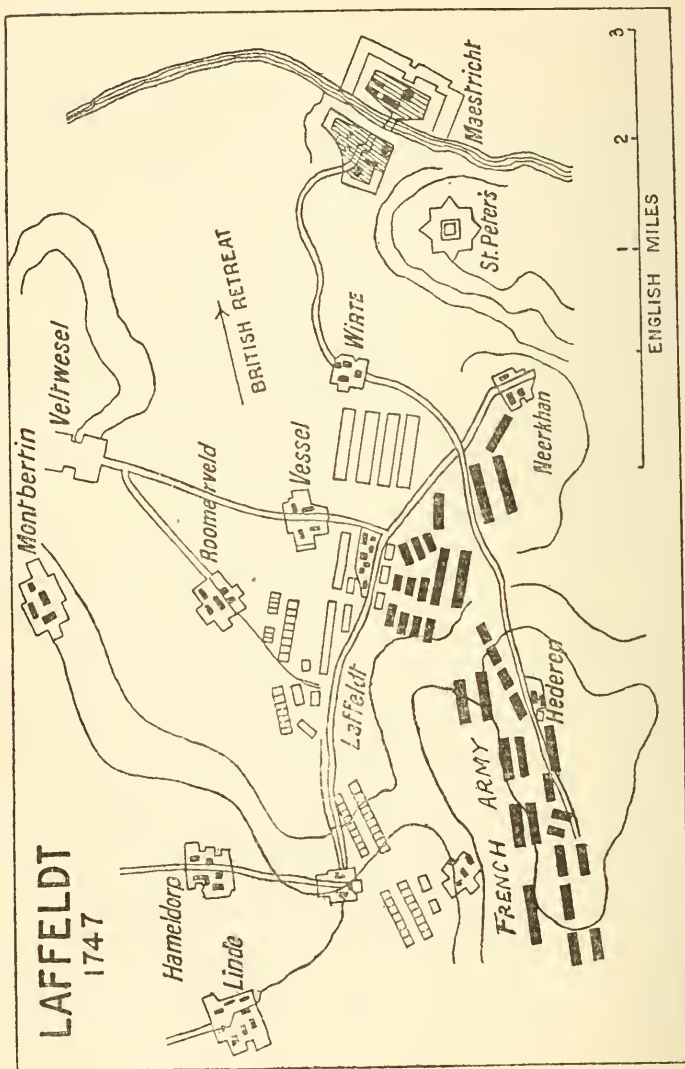 LAFFELDT
1747
Montbertin
Veltwesel
Hameldorp
Linde
Roomerveld
Vessel
BRITISH RETREAT
Maestricht
WIRTE
St. Peter's
Laffeldt
Neerkhan
FRENCH ARMY
Hederen
1 2 3
ENGLISH MILES